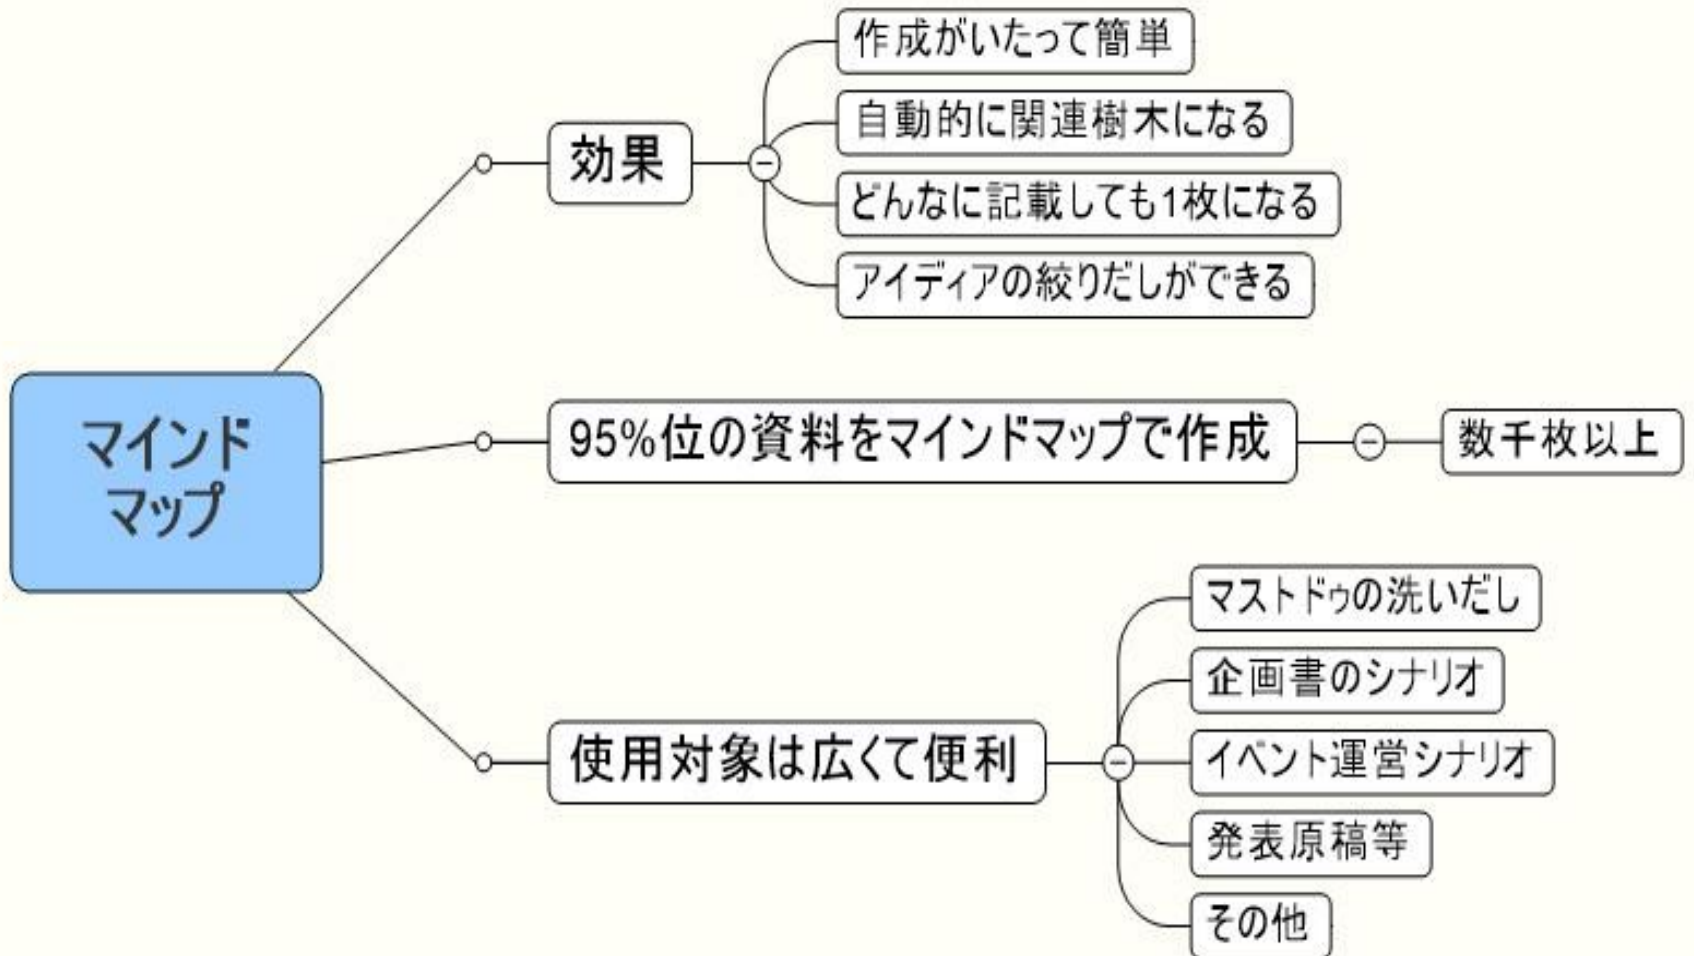 マインド
マップ
効果
作成がいたって簡単
自動的に関連樹木になる
どんなに記載しても1枚になる
アイディアの絞りだしができる
95%位の資料をマインドマップで作成
数千枚以上
使用対象は広くて便利
マストドゥの洗いだし
企画書のシナリオ
イベント運営シナリオ
発表原稿等
その他